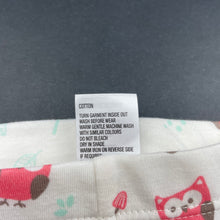 COTTON
TURN GARMENT INSIDE OUT
WASH BEFORE WEAR
WARM GENTLE MACHINE WASH
WITH SIMILAR COLOURS
DO NOT BLEACH
DRY IN SHADE
WARM IRON ON REVERSE SIDE
IF REQUIRED